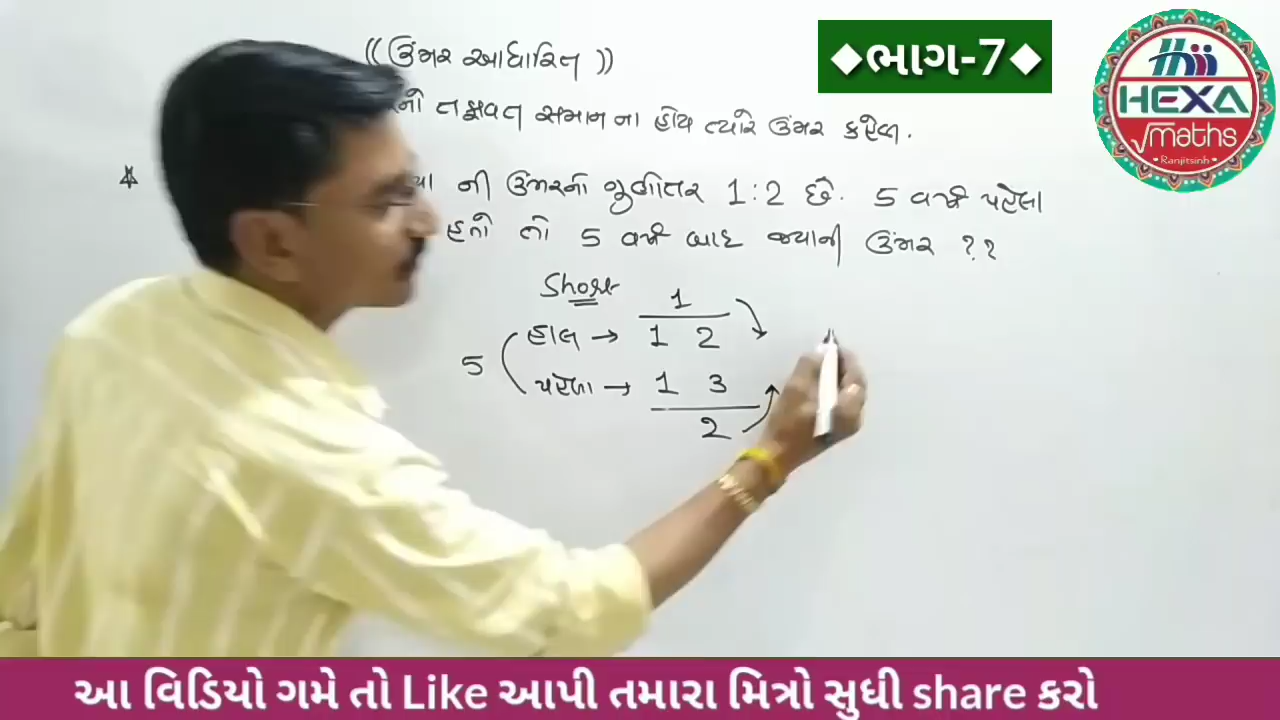 ◆ભાગ-7◆
HEXA
√maths
•Ranjitsinh•
((ઉંમર આધારિત))
નો તફાવત સમાન ના હોય ત્યારે ઉંમર કરેલ.
ની ઉંમરનો ગુણોતર 1:2 છે. 5 વર્ષ પહેલા
હતો તો 5 વર્ષ બાદ જયાની ઉંમર ??
Short
1
હાલ → 1 2
5
પહેલા → 1 3
2
આ વિડિયો ગમે તો Like આપી તમારા મિત્રો સુધી share કરો